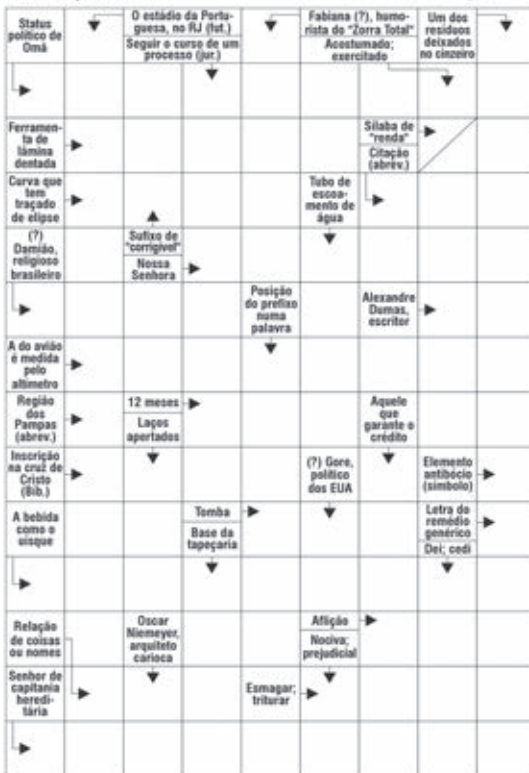 Status
político de
Omã
O estádio da Portu-
guesa, no RJ (fut.)
Seguir o curso de um
processo (jur.)
Fabiana (?), humo-
rista do "Zorra Total"
Acostumado;
exercitado
Um dos
resíduos
deixados
no cinzeiro
Ferramen-
ta de
lâmina
dentada
Sílaba de
"renda"
Citação
(abrev.)
Curva que
tem
traçado
de elipse
Tubo de
escoa-
mento de
água
(?)
Damião,
religioso
brasileiro
Sufixo de
"corrigível"
Nossa
Senhora
Posição
do prefixo
numa
palavra
Alexandre
Dumas,
escritor
A do avião
é medida
pelo
altímetro
Região
dos
Pampas
(abrev.)
12 meses
Laços
apertados
Aquele
que
garante o
crédito
Inscrição
na cruz de
Cristo
(Bíb.)
(?) Gore,
político
dos EUA
Elemento
antibócio
(símbolo)
A bebida
como o
uísque
Tomba
Base da
tapeçaria
Letra do
remédio
genérico
Dei; cedi
Relação
de coisas
ou nomes
Oscar
Niemeyer,
arquiteto
carioca
Aflição
Nociva;
prejudicial
Senhor de
capitania
heredi-
tária
Esmagar;
triturar